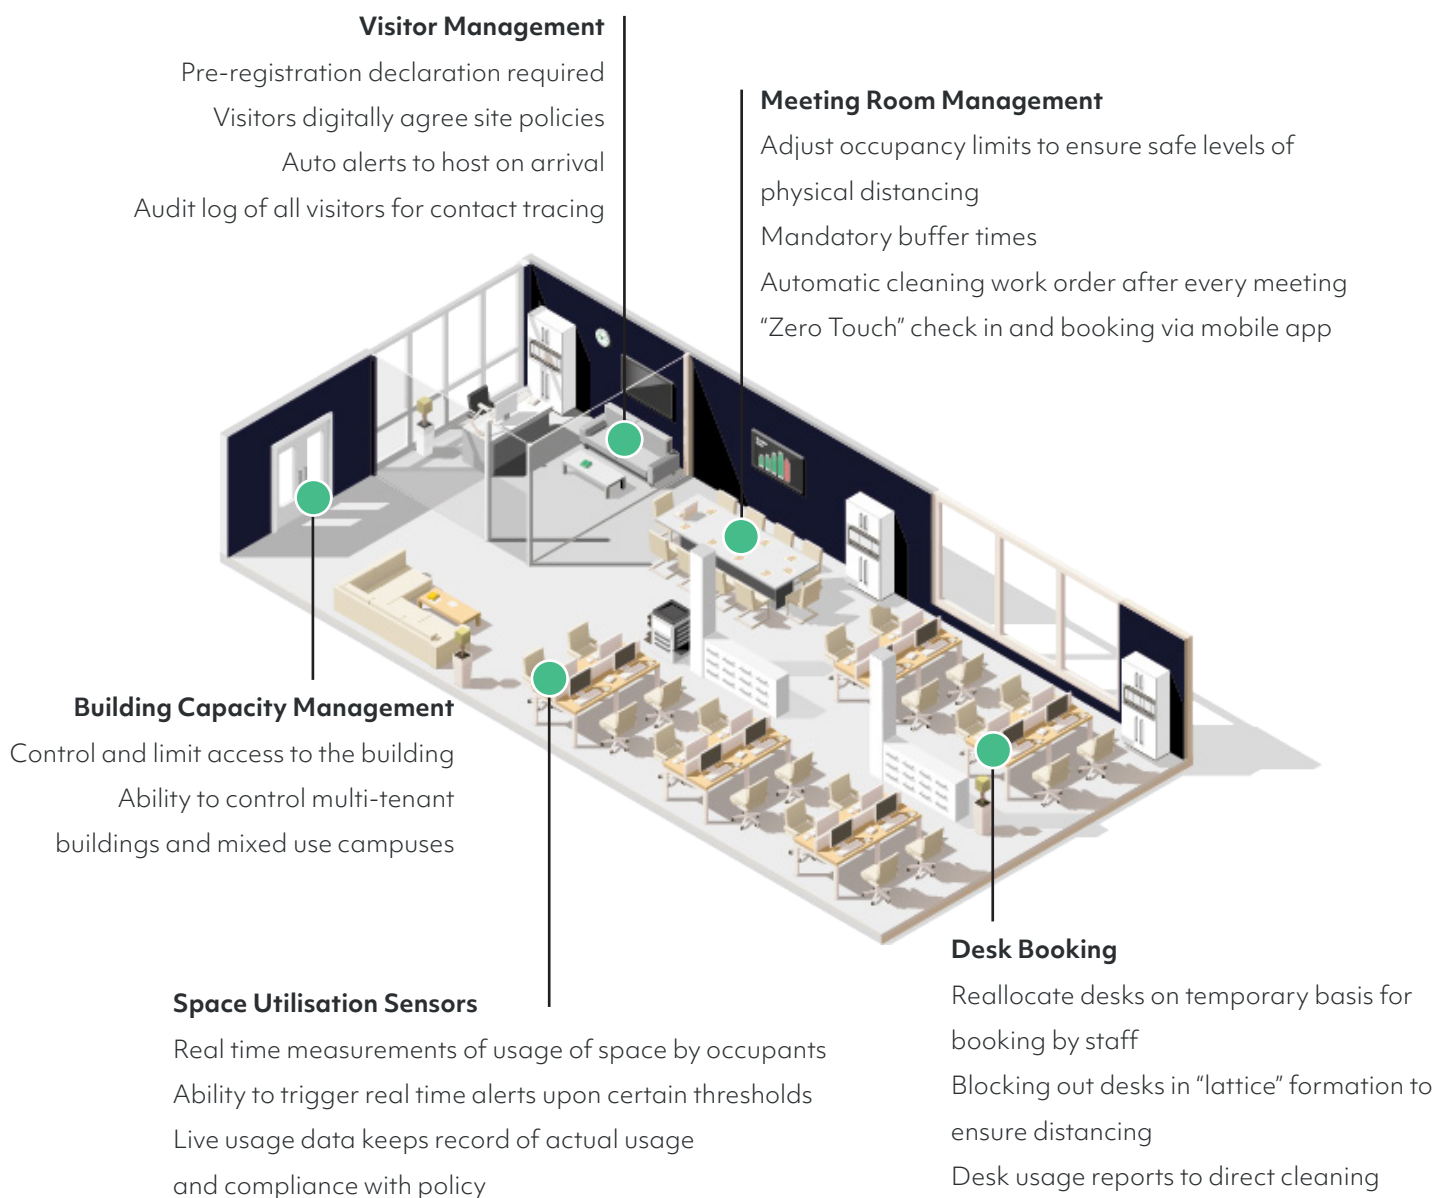 Visitor Management
Pre-registration declaration required
Visitors digitally agree site policies
Auto alerts to host on arrival
Audit log of all visitors for contact tracing
Meeting Room Management
Adjust occupancy limits to ensure safe levels of
physical distancing
Mandatory buffer times
Automatic cleaning work order after every meeting
“Zero Touch” check in and booking via mobile app
Building Capacity Management
Control and limit access to the building
Ability to control multi-tenant
buildings and mixed use campuses
Space Utilisation Sensors
Real time measurements of usage of space by occupants
Ability to trigger real time alerts upon certain thresholds
Live usage data keeps record of actual usage
and compliance with policy
Desk Booking
Reallocate desks on temporary basis for
booking by staff
Blocking out desks in “lattice” formation to
ensure distancing
Desk usage reports to direct cleaning